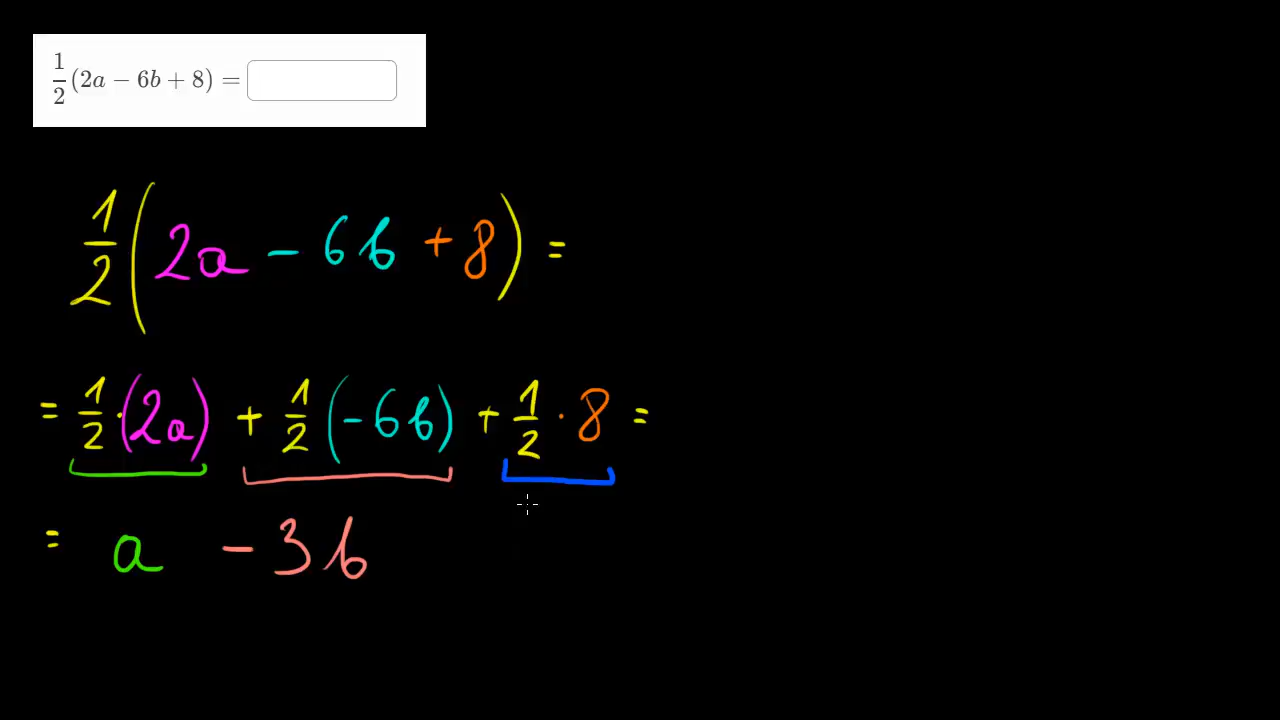 1/2 (2a − 6b + 8) =
1/2 (2a - 6b + 8) =
= 1/2 · (2a) + 1/2 (-6b) + 1/2 · 8 =
= a - 3b